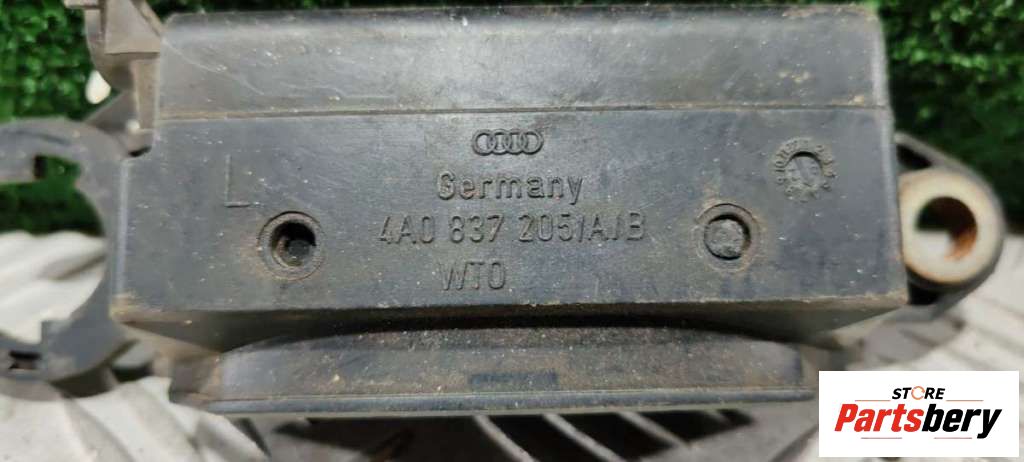 Germany
L
4A0 837 205/A/B
WTO
STORE
Partsbery